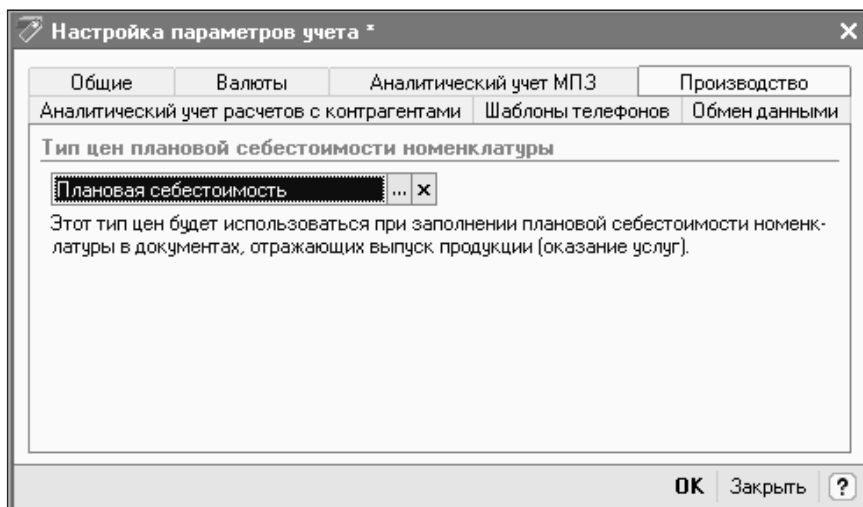 Настройка параметров учета *
Общие Валюты Аналитический учет МПЗ Производство
Аналитический учет расчетов с контрагентами Шаблоны телефонов Обмен данными
Тип цен плановой себестоимости номенклатуры
Плановая себестоимость ... x
Этот тип цен будет использоваться при заполнении плановой себестоимости номенк-
латуры в документах, отражающих выпуск продукции (оказание услуг).
OK Закрыть ?